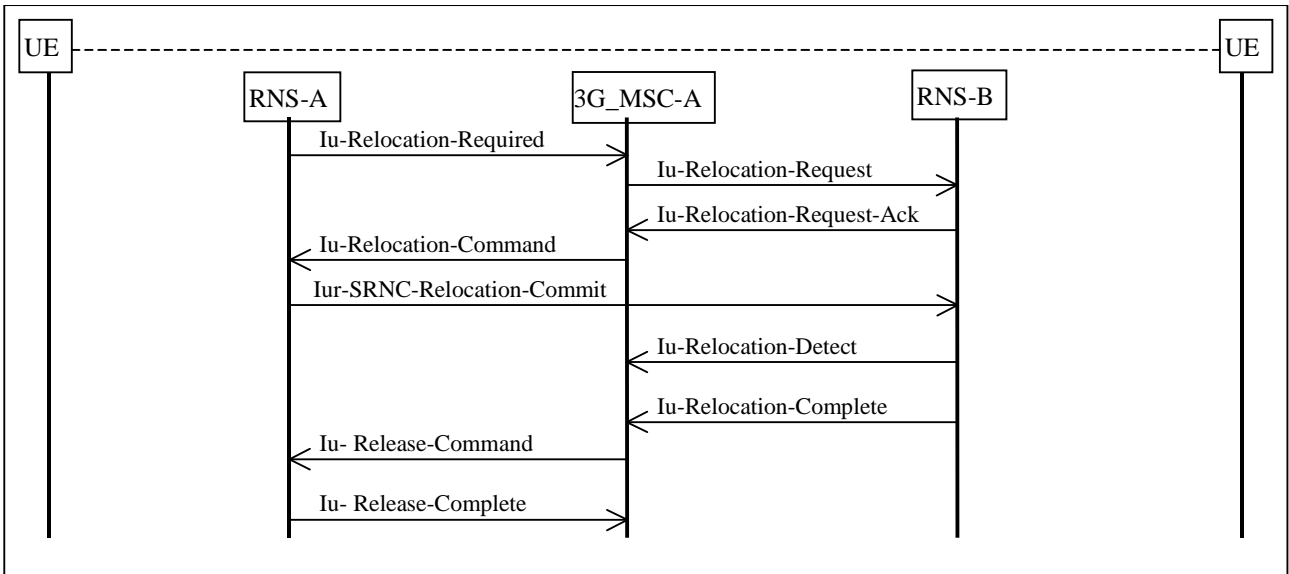 UE
UE
RNS-A
3G_MSC-A
RNS-B
Iu-Relocation-Required
Iu-Relocation-Request
Iu-Relocation-Request-Ack
Iu-Relocation-Command
Iur-SRNC-Relocation-Commit
Iu-Relocation-Detect
Iu-Relocation-Complete
Iu- Release-Command
Iu- Release-Complete